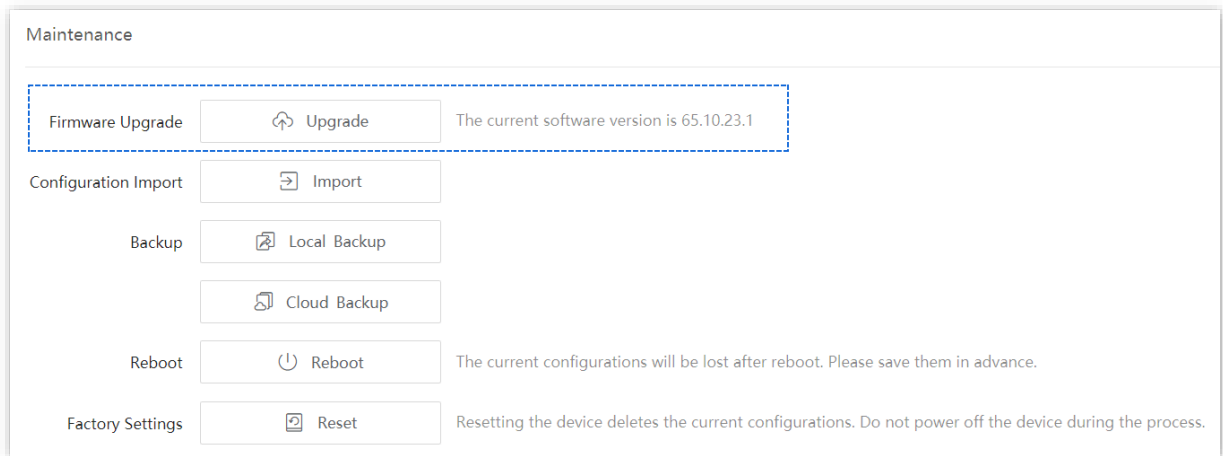 Maintenance
Firmware Upgrade Upgrade The current software version is 65.10.23.1
Configuration Import Import
Backup Local Backup
Cloud Backup
Reboot Reboot The current configurations will be lost after reboot. Please save them in advance.
Factory Settings Reset Resetting the device deletes the current configurations. Do not power off the device during the process.